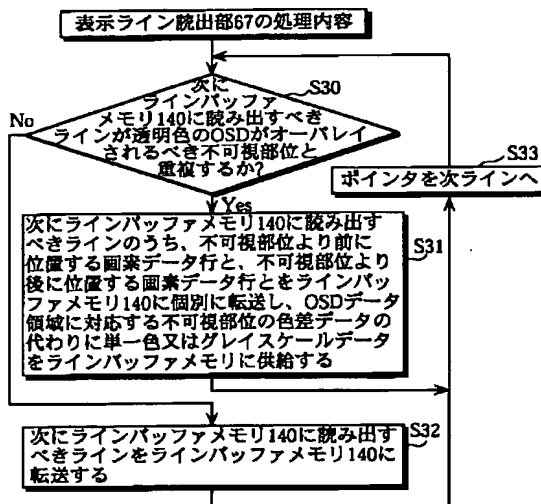 表示ライン読出部67の処理内容
S30
次に
ラインバッファ
メモリ140に読み出すべき
ラインが透明色のOSDがオーバレイ
されるべき不可視部位と
重複するか?
No
Yes
S33
ポインタを次ラインへ
S31
次にラインバッファメモリ140に読み出す
べきラインのうち、不可視部位より前に
位置する画素データ行と、不可視部位より
後に位置する画素データ行とをラインバッ
ファメモリ140に個別に転送し、OSDデータ
領域に対応する不可視部位の色差データの
代わりに単一色又はグレイスケールデータ
をラインバッファメモリに供給する
S32
次にラインバッファメモリ140に読み出す
べきラインをラインバッファメモリ140に
転送する